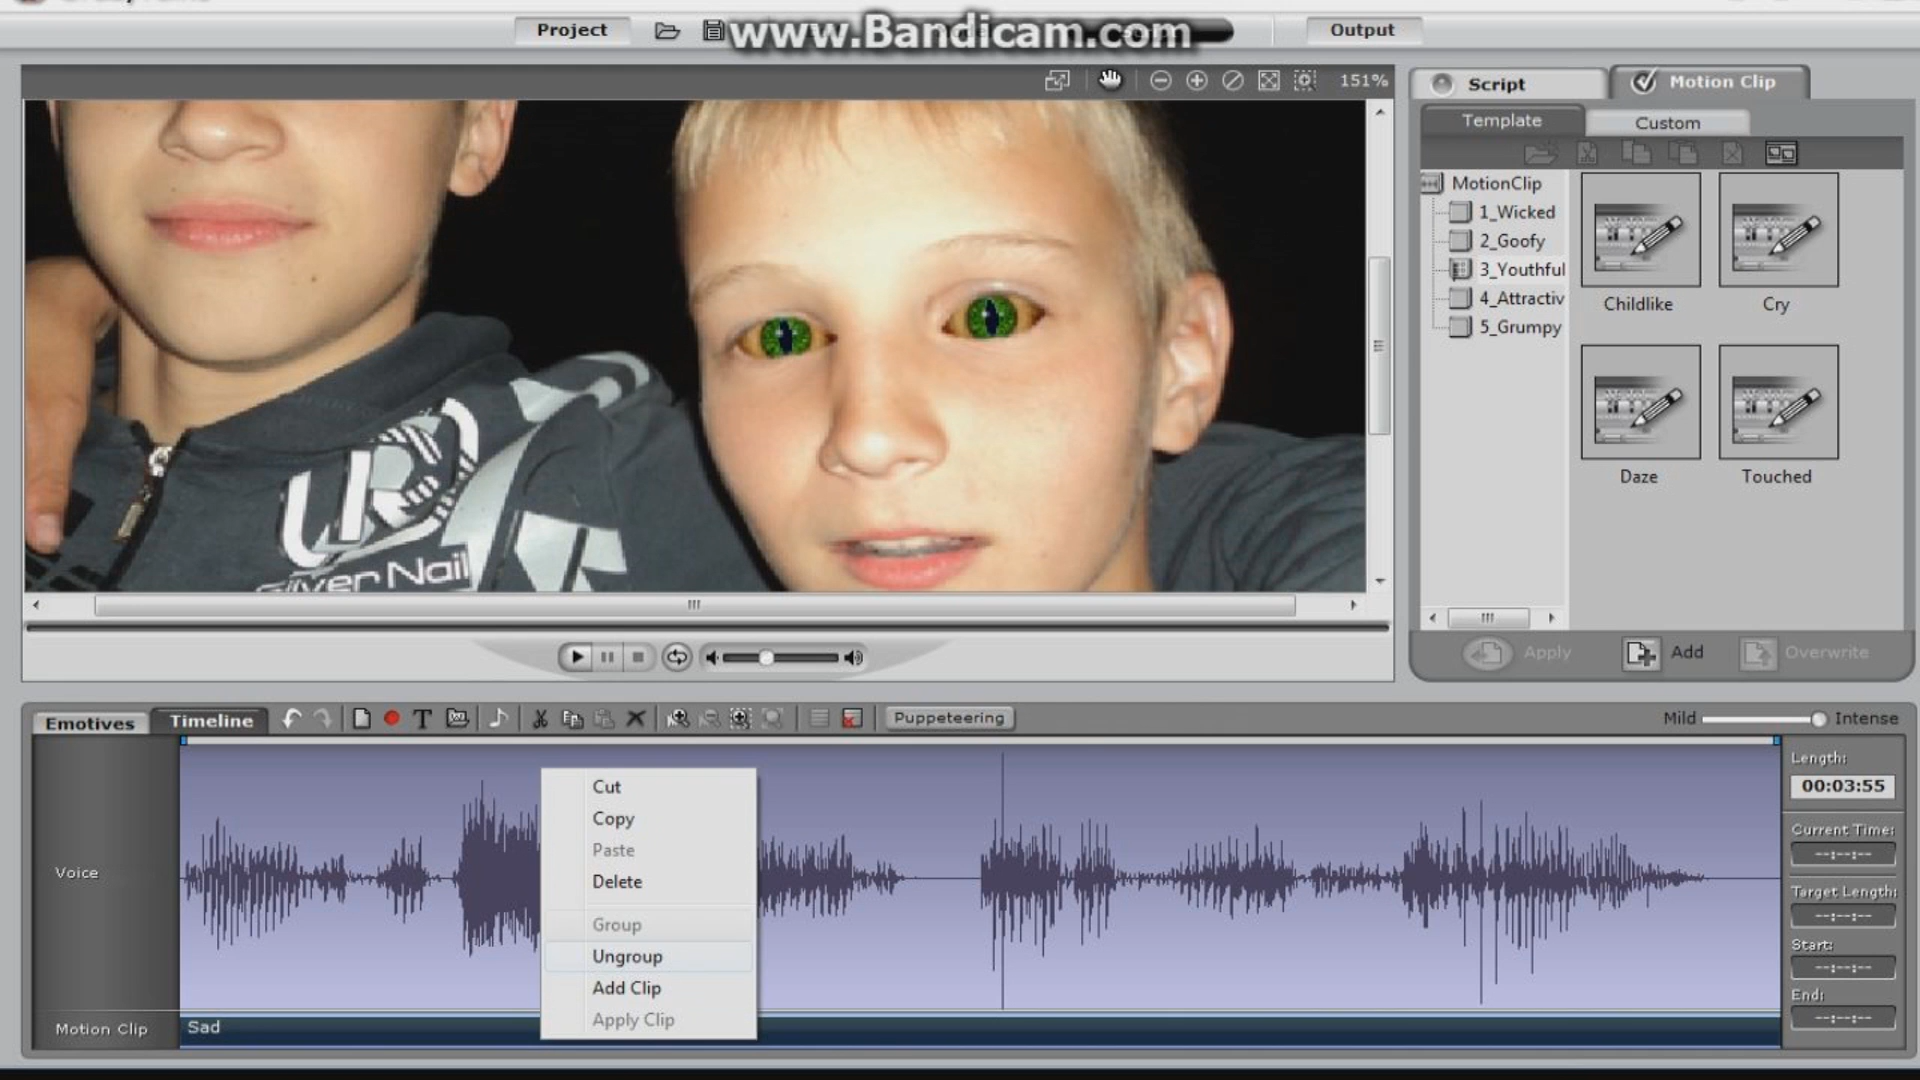 Project
www.Bandicam.com
Output
151%
Script
Motion Clip
Template
Custom
MotionClip
1_Wicked
2_Goofy
3_Youthful
4_Attractiv
5_Grumpy
Childlike
Cry
Daze
Touched
Apply
Add
Overwrite
Silver Nail
Emotives
Timeline
Puppeteering
Mild
Intense
Voice
Cut
Copy
Paste
Delete
Group
Ungroup
Add Clip
Apply Clip
Length:
00:03:55
Current Time:
--:--:--
Target Length:
--:--:--
Start:
--:--:--
End:
--:--:--
Motion Clip
Sad